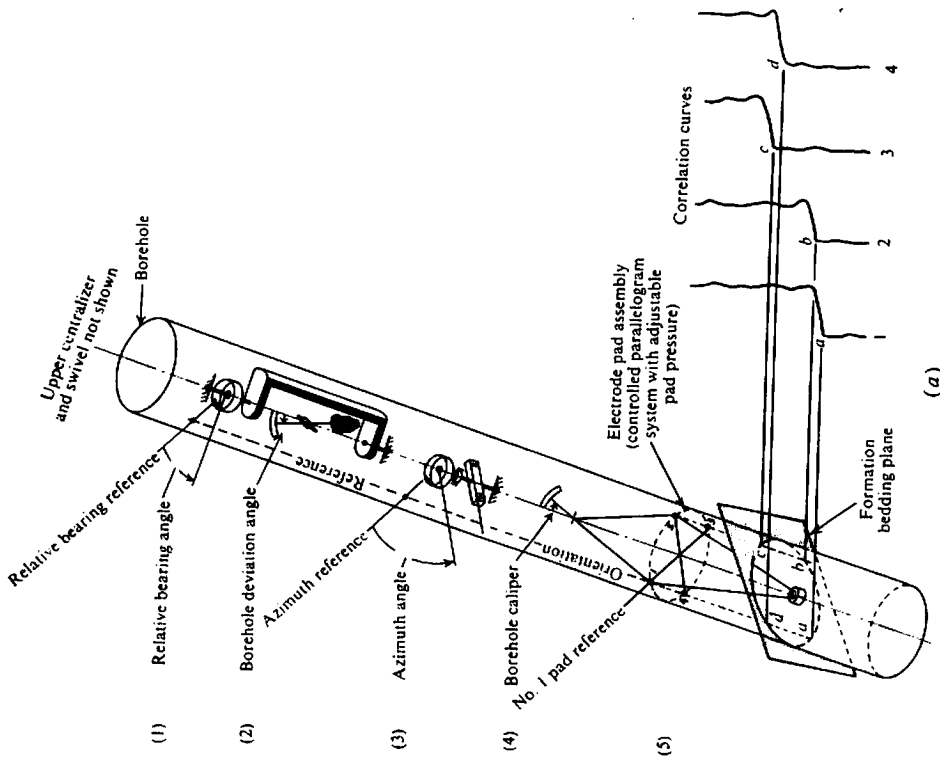 Upper centralizer
and swivel not shown
Borehole
Relative bearing reference
(1)
Relative bearing angle
(2)
Borehole deviation angle
Azimuth reference
Reference
(3)
Azimuth angle
(4)
Borehole caliper
Orientation
No. 1 pad reference
(5)
Electrode pad assembly
(controlled parallelogram
system with adjustable
pad pressure)
Correlation curves
Formation
bedding plane
a
b
c
d
a
b
c
d
1
2
3
4
(a)